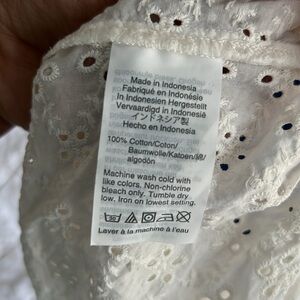 Made in Indonesia
Fabriqué en Indonésie
In Indonesien Hergestellt
Vervaardigd in Indonesië
インドネシア製
Hecho en Indonesia
100% Cotton/Coton/
Baumwolle/Katoen/綿/
algodón
Machine wash cold with
like colors. Non-chlorine
bleach only. Tumble dry
low. Iron on lowest setting.
Laver à la machine à l'eau